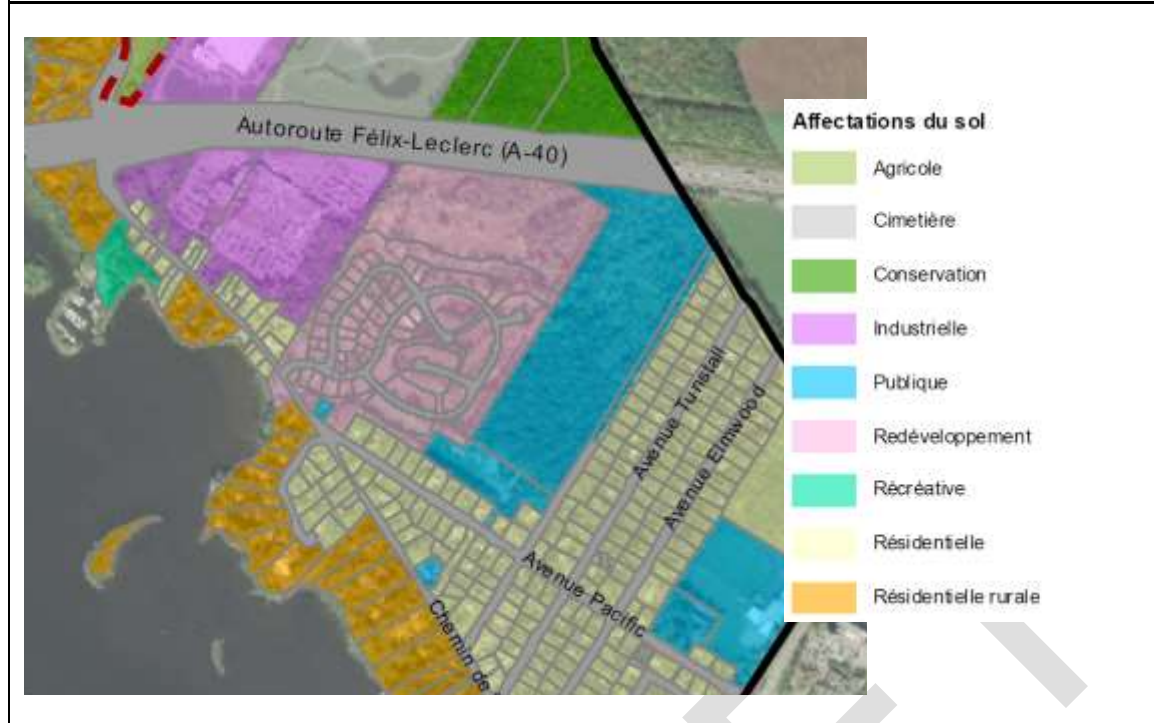 Autoroute Félix-Leclerc (A-40)
Affectations du sol
Agricole
Cimetière
Conservation
Industrielle
Publique
Redéveloppement
Récréative
Résidentielle
Résidentielle rurale
Avenue Tunstall
Avenue Elmwood
Avenue Pacific
Chemin de